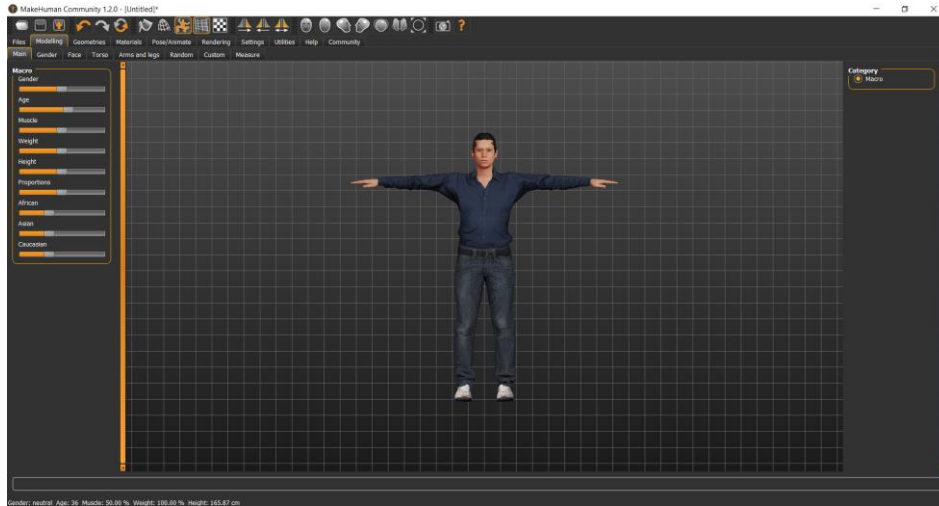 MakeHuman Community 1.2.0 - [Untitled]*
Files Modelling Geometries Materials Pose/Animate Rendering Settings Utilities Help Community
Main Gender Face Torso Arms and legs Random Custom Measure
Macro
Gender
Age
Muscle
Weight
Height
Proportions
African
Asian
Caucasian
Category
Macro
Gender: neutral Age: 36 Muscle: 50.00 % Weight: 100.00 % Height: 165.87 cm